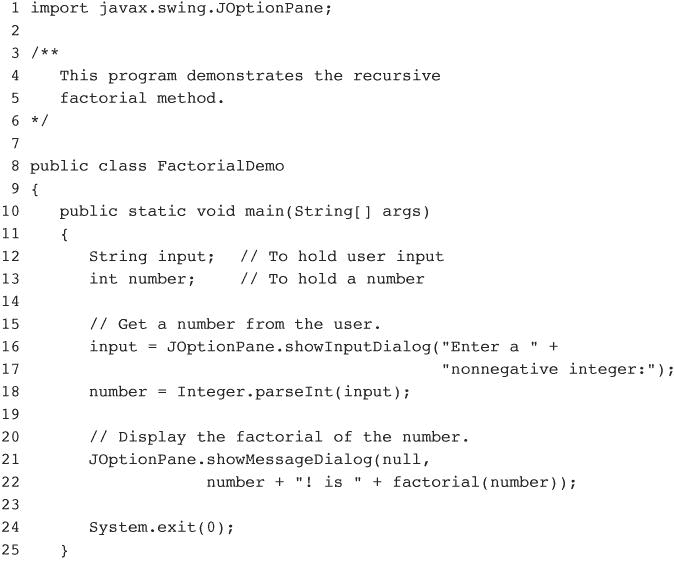 1 import javax.swing.JOptionPane;
2
3 /**
4    This program demonstrates the recursive
5    factorial method.
6 */
7
8 public class FactorialDemo
9 {
10    public static void main(String[] args)
11    {
12       String input;   // To hold user input
13       int number;     // To hold a number
14
15       // Get a number from the user.
16       input = JOptionPane.showInputDialog("Enter a " +
17                                           "nonnegative integer:");
18       number = Integer.parseInt(input);
19
20       // Display the factorial of the number.
21       JOptionPane.showMessageDialog(null,
22                   number + "! is " + factorial(number));
23
24       System.exit(0);
25    }